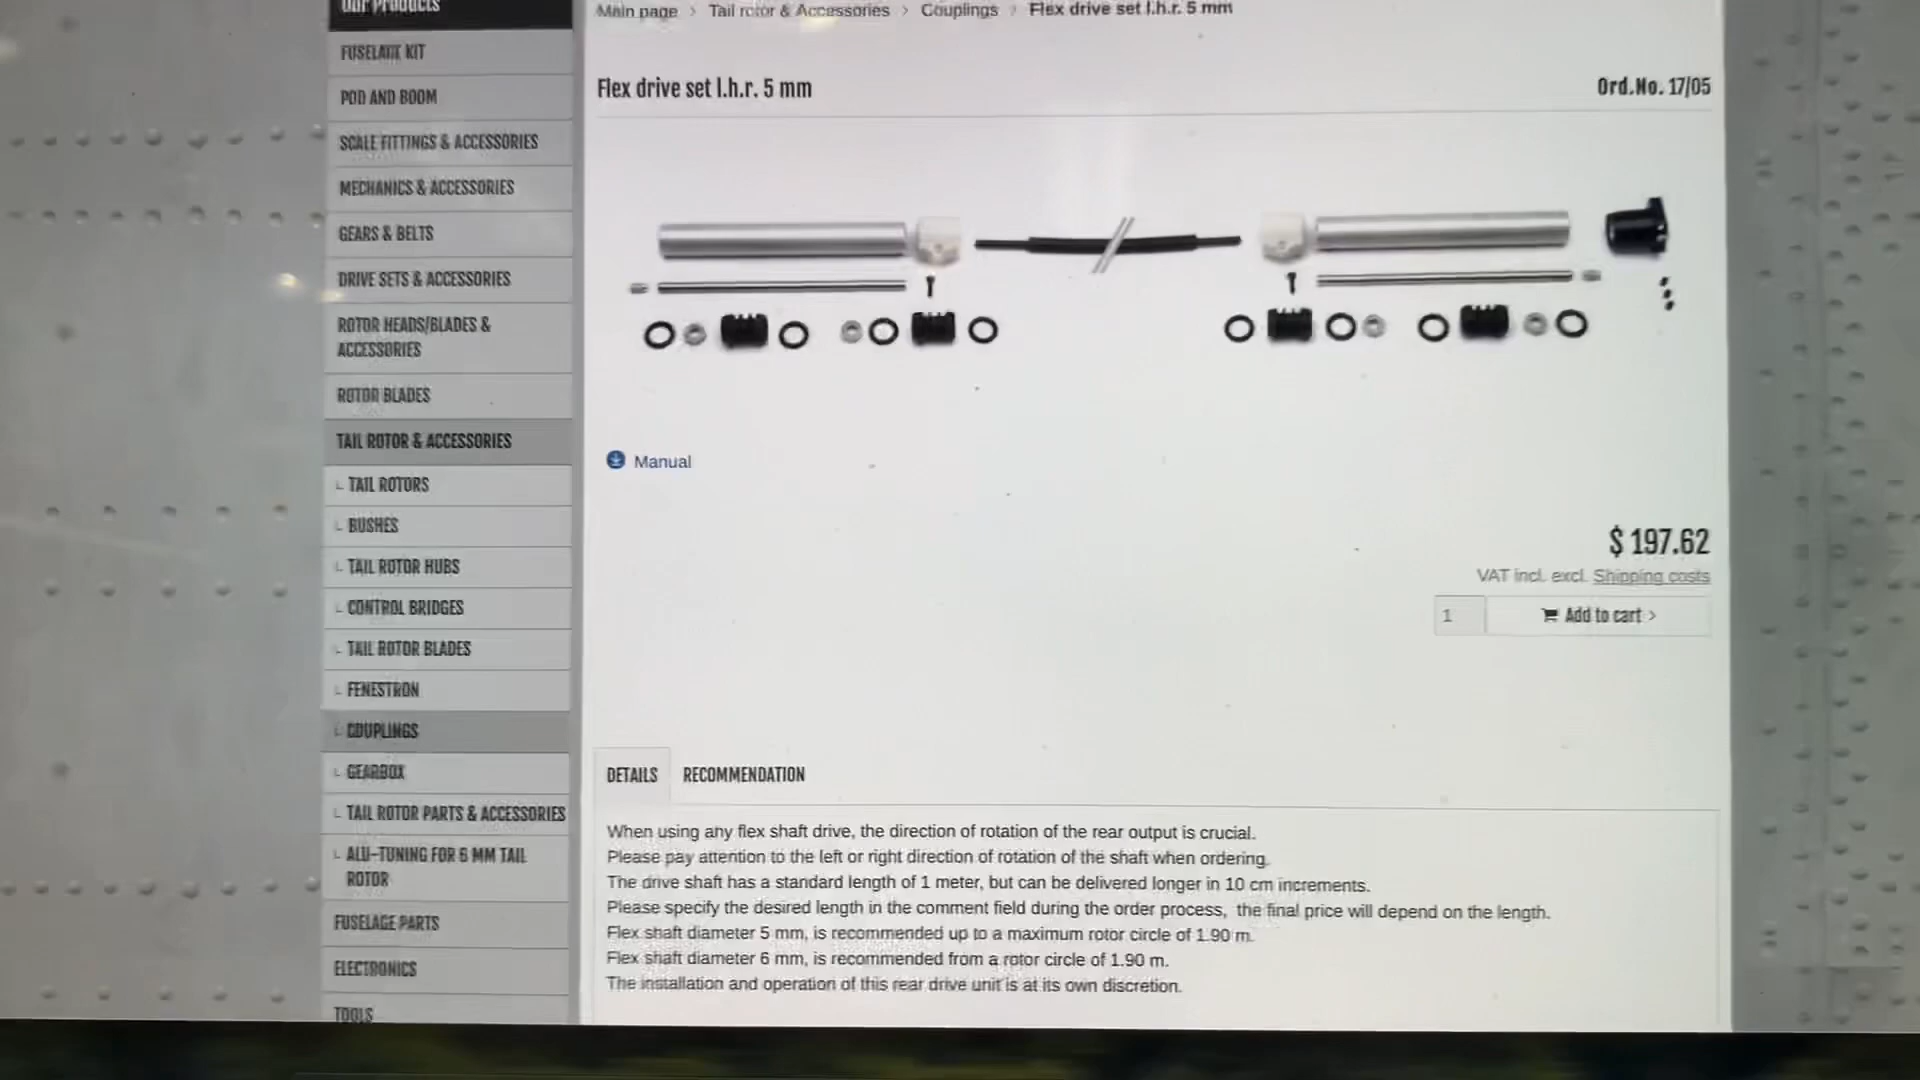 Our Products
FUSELAGE KIT
POD AND BOOM
SCALE FITTINGS & ACCESSORIES
MECHANICS & ACCESSORIES
GEARS & BELTS
DRIVE SETS & ACCESSORIES
ROTOR HEADS/BLADES &
ACCESSORIES
ROTOR BLADES
TAIL ROTOR & ACCESSORIES
TAIL ROTORS
BUSHES
TAIL ROTOR HUBS
CONTROL BRIDGES
TAIL ROTOR BLADES
FENESTRON
COUPLINGS
GEARBOX
TAIL ROTOR PARTS & ACCESSORIES
ALU-TUNING FOR 6 MM TAIL
ROTOR
FUSELAGE PARTS
ELECTRONICS
TOOLS
Main page > Tail rotor & Accessories > Couplings > Flex drive set l.h.r. 5 mm
Flex drive set l.h.r. 5 mm
Ord.No. 17/05
Manual
$ 197.62
VAT incl. excl. Shipping costs
1
Add to cart >
DETAILS
RECOMMENDATION
When using any flex shaft drive, the direction of rotation of the rear output is crucial.
Please pay attention to the left or right direction of rotation of the shaft when ordering.
The drive shaft has a standard length of 1 meter, but can be delivered longer in 10 cm increments.
Please specify the desired length in the comment field during the order process, the final price will depend on the length.
Flex shaft diameter 5 mm, is recommended up to a maximum rotor circle of 1.90 m.
Flex shaft diameter 6 mm, is recommended from a rotor circle of 1.90 m.
The installation and operation of this rear drive unit is at its own discretion.